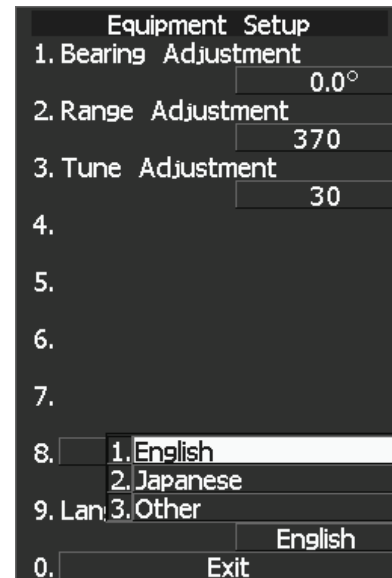 Equipment Setup
1. Bearing Adjustment
0.0°
2. Range Adjustment
370
3. Tune Adjustment
30
4.
5.
6.
7.
8.
1. English
2. Japanese
3. Other
9. Lan
English
0. Exit